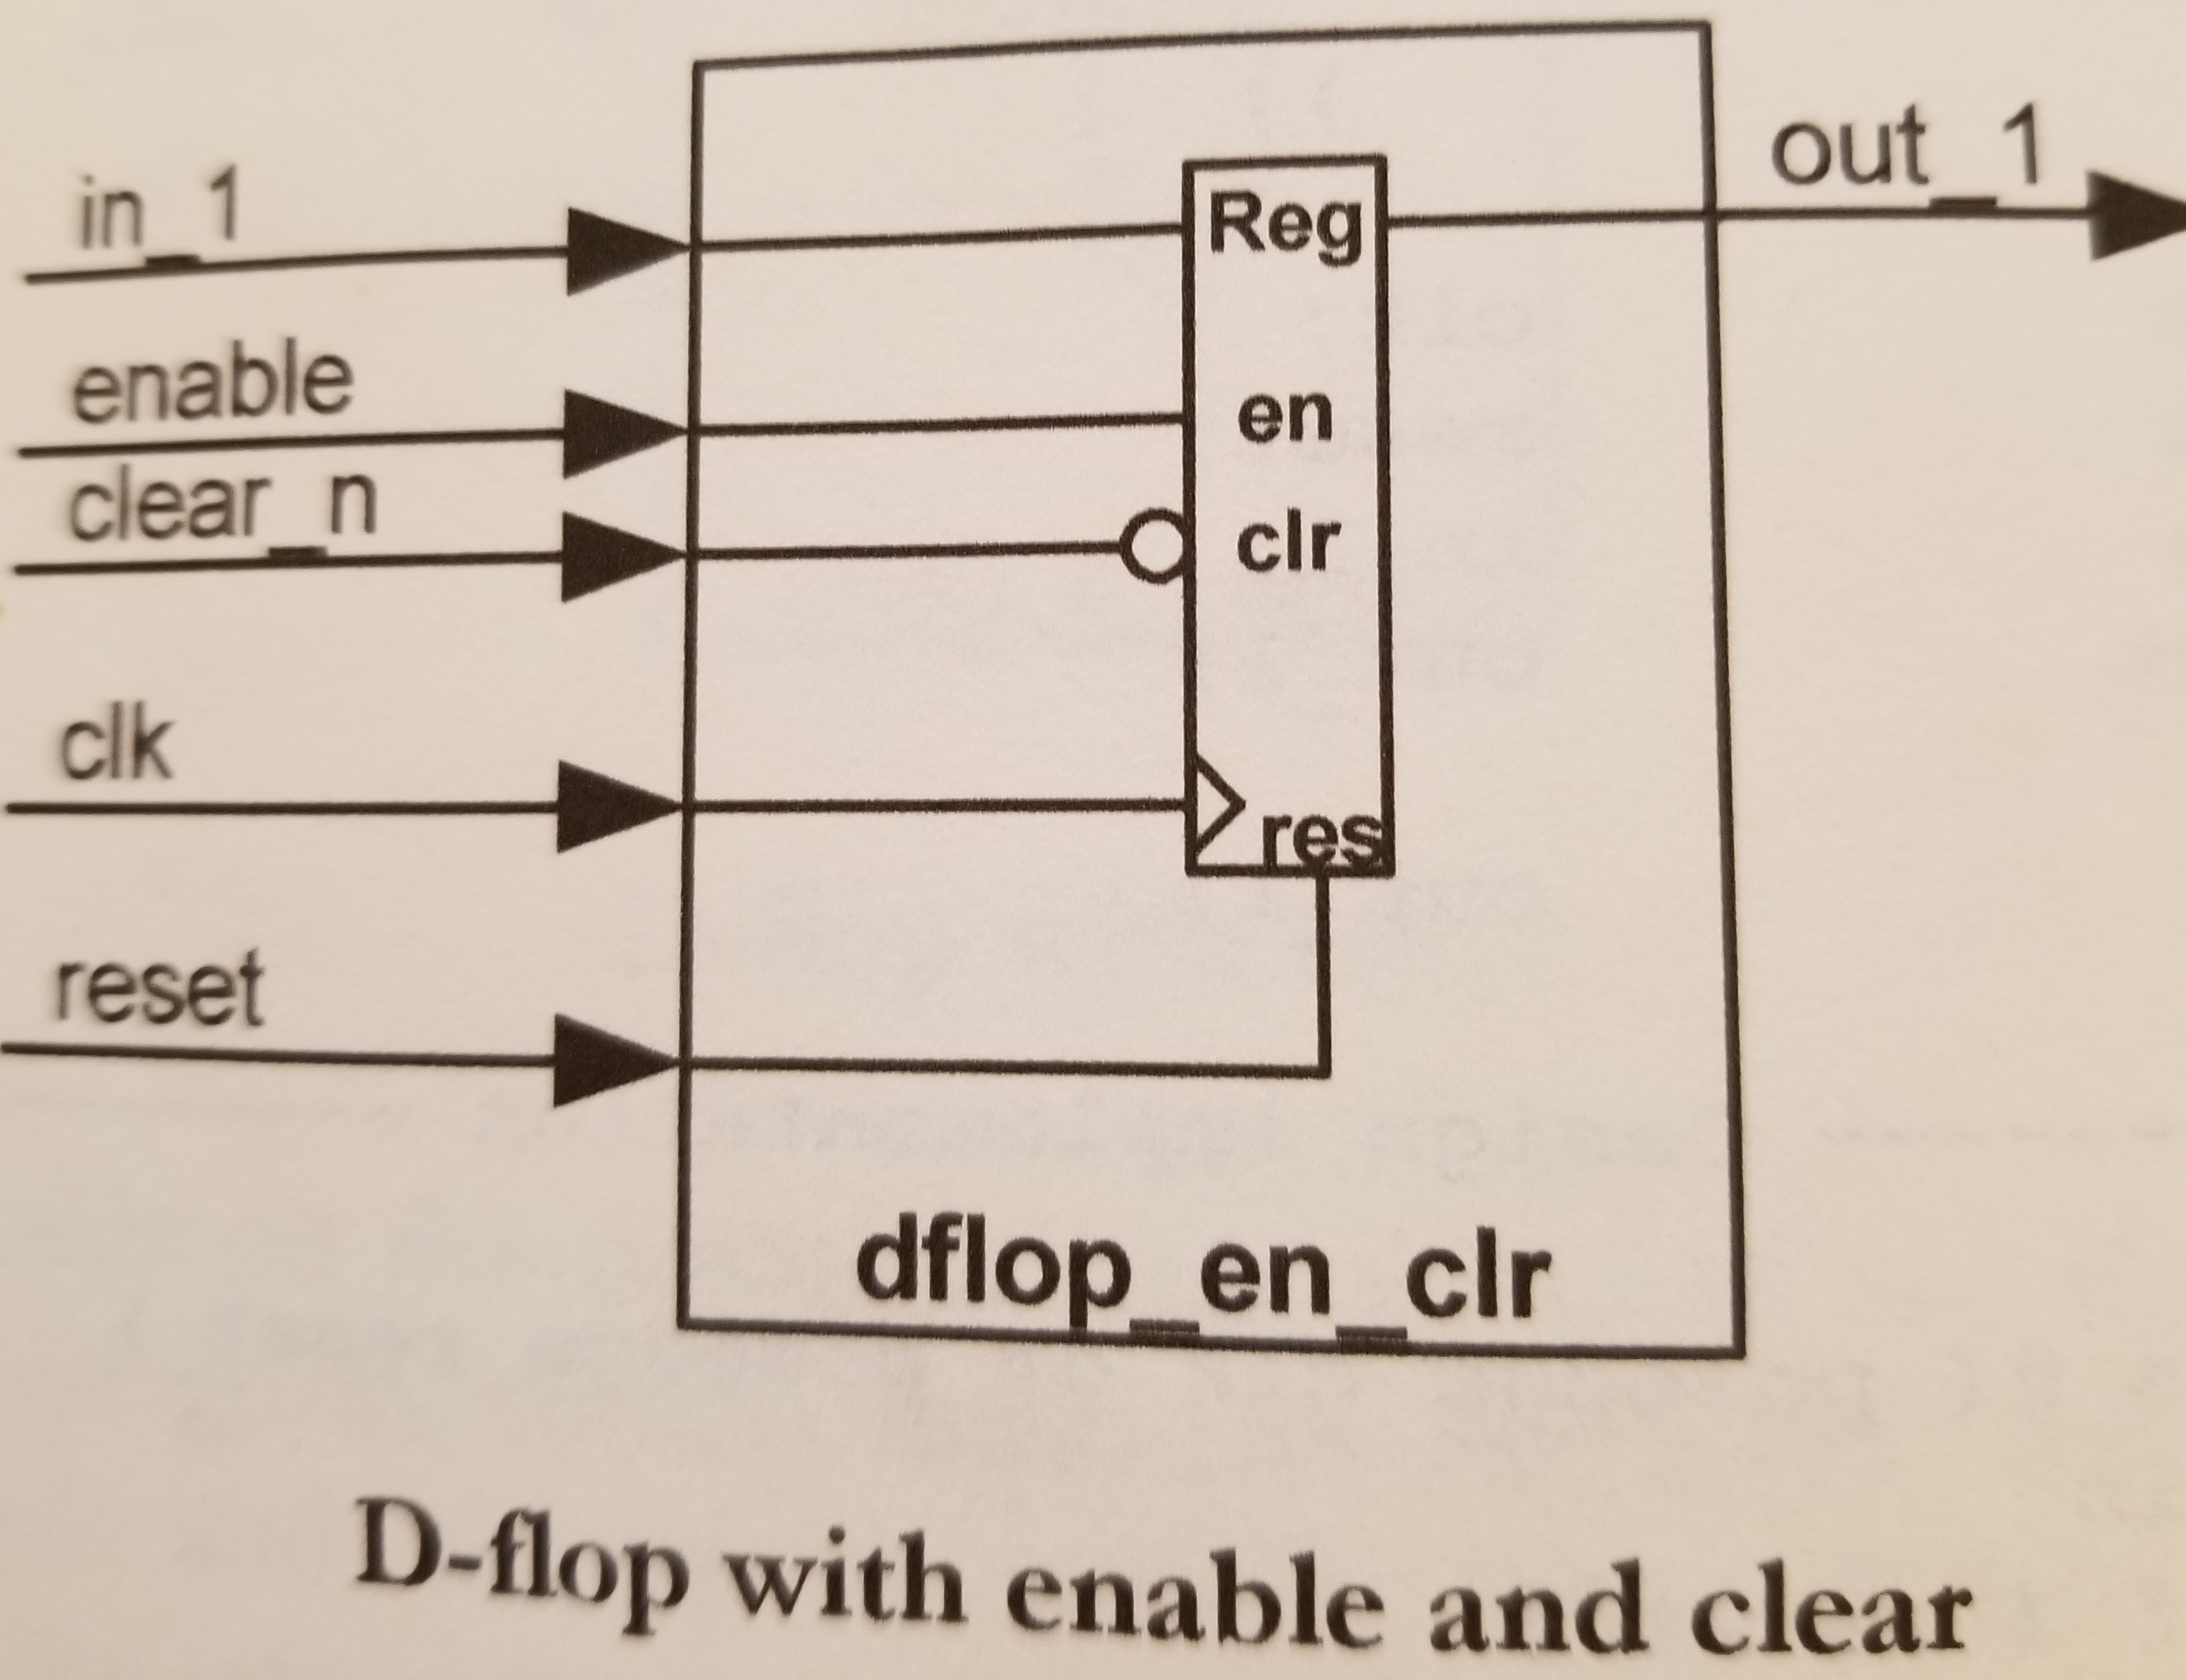 in_1
out_1
Reg
enable
en
clear_n
clr
clk
res
reset
dflop_en_clr
D-flop with enable and clear